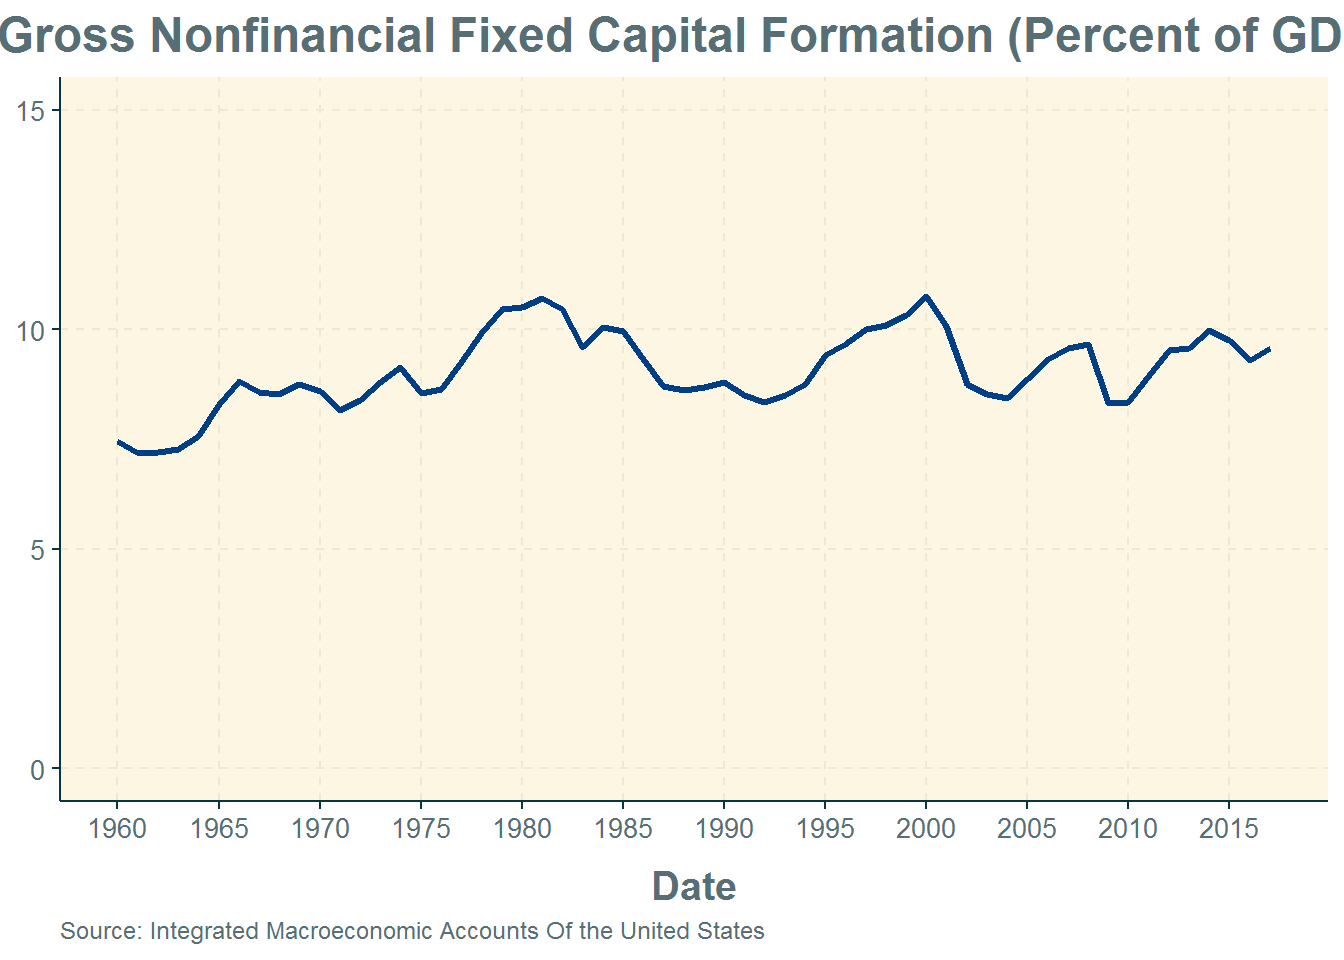 Gross Nonfinancial Fixed Capital Formation (Percent of GD
15
10
5
0
1960 1965 1970 1975 1980 1985 1990 1995 2000 2005 2010 2015
Date
Source: Integrated Macroeconomic Accounts Of the United States